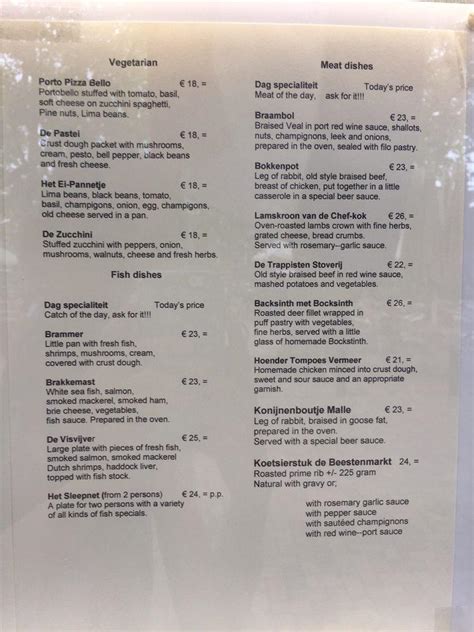 Vegetarian
Porto Pizza Bello € 18, =
Portobello stuffed with tomato, basil,
soft cheese on zucchini spaghetti,
Pine nuts, Lima beans.
De Pastei € 18, =
Crust dough packet with mushrooms,
cream, pesto, bell pepper, black beans
and fresh cheese.
Het Ei-Pannetje € 18, =
Lima beans, black beans, tomato,
basil, champigons, onion, egg, champigons,
old cheese served in a pan.
De Zucchini € 18, =
Stuffed zucchini with peppers, onion,
mushrooms, walnuts, cheese and fresh herbs.
Fish dishes
Dag specialiteit Today's price
Catch of the day, ask for it!!!
Brammer € 23, =
Little pan with fresh fish,
shrimps, mushrooms, cream,
covered with crust dough.
Brakkemast € 23, =
White sea fish, salmon,
smoked mackerel, smoked ham,
brie cheese, vegetables,
fish sauce. Prepared in the oven.
De Visvijver € 25, =
Large plate with pieces of fresh fish,
smoked salmon, smoked mackerel
Dutch shrimps, haddock liver,
topped with fish stock.
Het Sleepnet (from 2 persons) € 24, = p.p.
A plate for two persons with a variety
of all kinds of fish specials.
Meat dishes
Dag specialiteit Today's price
Meat of the day, ask for it!!!
Braambol € 23, =
Braised Veal in port red wine sauce, shallots,
nuts, champignons, leek and onions,
prepared in the oven, sealed with filo pastry.
Bokkenpot € 23, =
Leg of rabbit, old style braised beef,
breast of chicken, put together in a little
casserole in a special beer sauce.
Lamskroon van de Chef-kok € 26, =
Oven-roasted lambs crown with fine herbs,
grated cheese, bread crumbs.
Served with rosemary--garlic sauce.
De Trappisten Stoverij € 22, =
Old style braised beef in red wine sauce,
mashed potatoes and vegetables.
Backsinth met Bocksinth € 26, =
Roasted deer fillet wrapped in
puff pastry with vegetables,
fine herbs, served with a little
glass of homemade Bockstinth.
Hoender Tompoes Vermeer € 21, =
Homemade chicken minced into crust dough,
sweet and sour sauce and an appropriate
garnish.
Konijnenboutje Malle € 23, =
Leg of rabbit, braised in goose fat,
prepared in the oven.
Served with a special beer sauce.
Koetsierstuk de Beestenmarkt 24, =
Roasted prime rib +/- 225 gram
Natural with gravy or;
with rosemary garlic sauce
with pepper sauce
with sautéed champignons
with red wine--port sauce